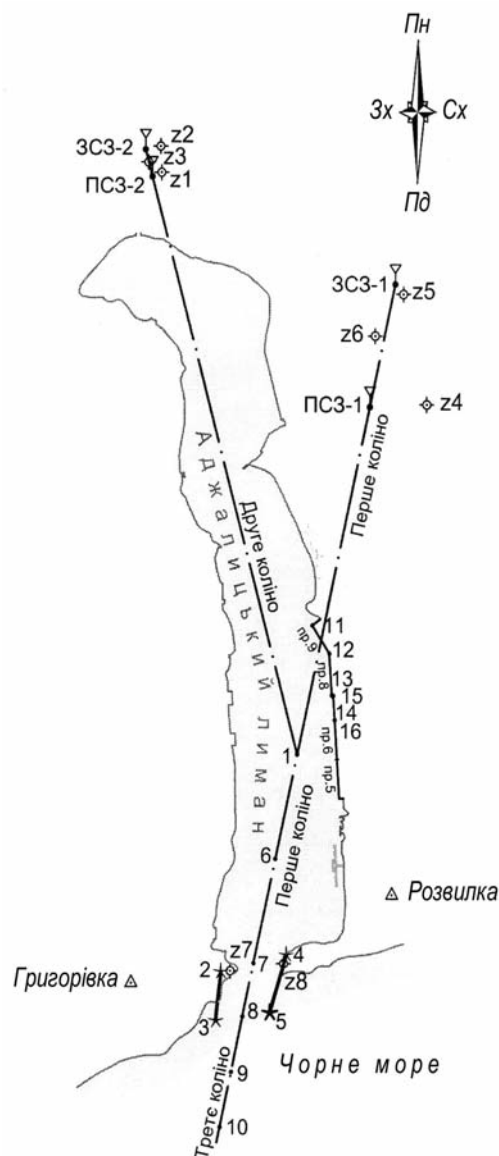 Пн
Зх
Сх
Пд
ЗСЗ-2
z2
z3
ПСЗ-2
z1
ЗСЗ-1
z5
z6
ПСЗ-1
z4
Перше коліно
Аджалицький лиман
Друге коліно
11
пр.9
12
пр.8
13
15
14
16
пр.6
пр.5
1
6
Перше коліно
Розвилка
4
z7
7
2
z8
Григорівка
3
8
5
9
Чорне море
10
Третє коліно